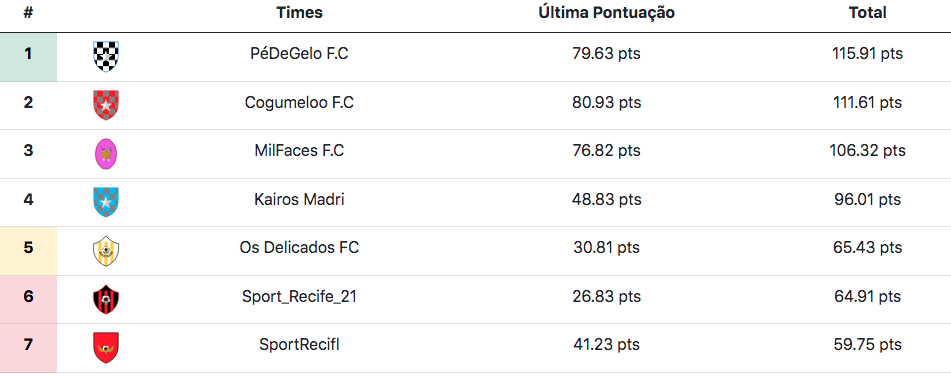 # Times Última Pontuação Total
1 PéDeGelo F.C 79.63 pts 115.91 pts
2 Cogumeloo F.C 80.93 pts 111.61 pts
3 MilFaces F.C 76.82 pts 106.32 pts
4 Kairos Madri 48.83 pts 96.01 pts
5 Os Delicados FC 30.81 pts 65.43 pts
6 Sport_Recife_21 26.83 pts 64.91 pts
7 SportRecifl 41.23 pts 59.75 pts